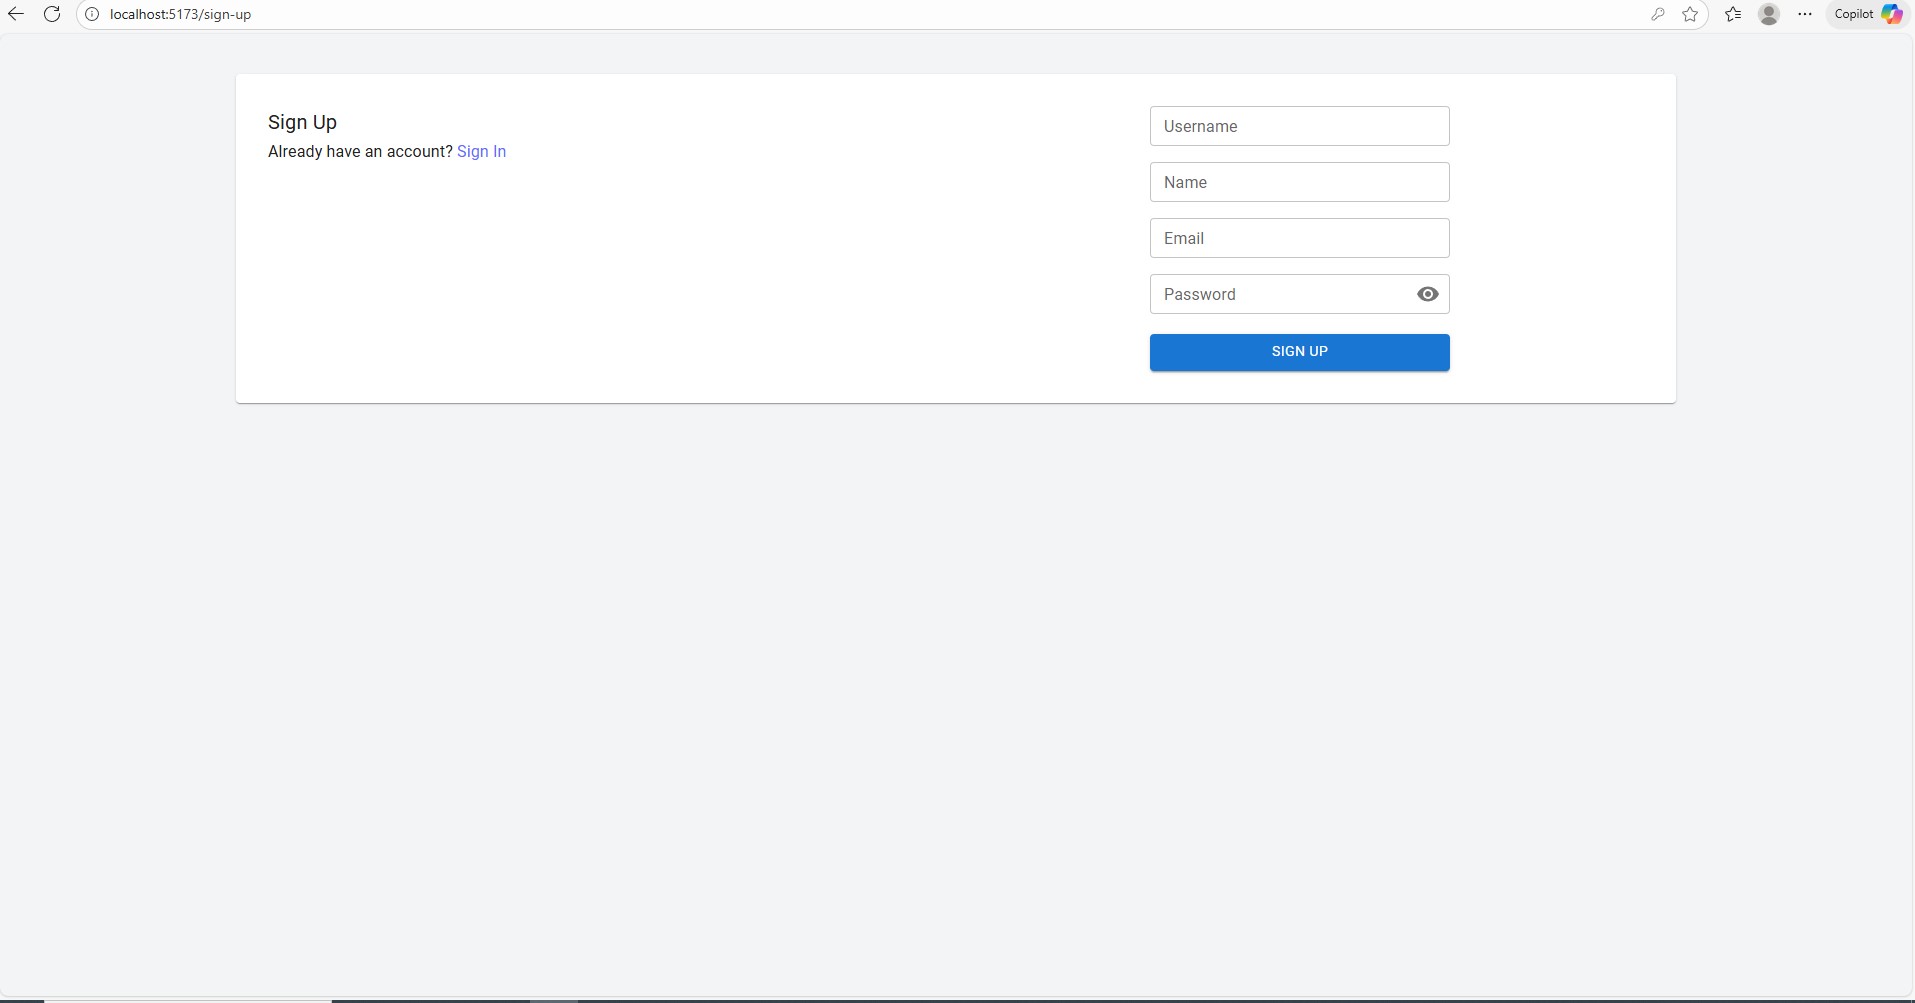 localhost:5173/sign-up
Copilot
Sign Up
Already have an account? Sign In
Username
Name
Email
Password
SIGN UP